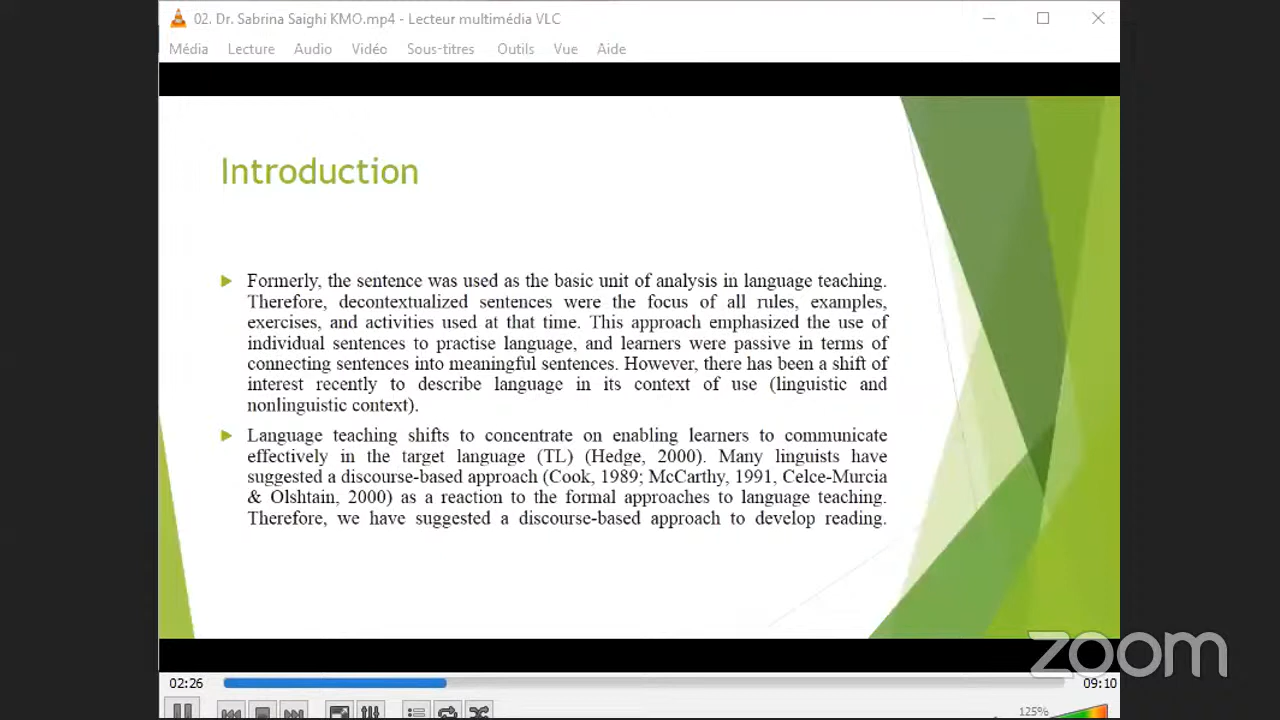 02. Dr. Sabrina Saighi KMO.mp4 - Lecteur multimédia VLC
Média Lecture Audio Vidéo Sous-titres Outils Vue Aide
Introduction
Formerly, the sentence was used as the basic unit of analysis in language teaching.
Therefore, decontextualized sentences were the focus of all rules, examples,
exercises, and activities used at that time. This approach emphasized the use of
individual sentences to practise language, and learners were passive in terms of
connecting sentences into meaningful sentences. However, there has been a shift of
interest recently to describe language in its context of use (linguistic and
nonlinguistic context).
Language teaching shifts to concentrate on enabling learners to communicate
effectively in the target language (TL) (Hedge, 2000). Many linguists have
suggested a discourse-based approach (Cook, 1989; McCarthy, 1991, Celce-Murcia
& Olshtain, 2000) as a reaction to the formal approaches to language teaching.
Therefore, we have suggested a discourse-based approach to develop reading.
zoom
02:26 09:10
125%